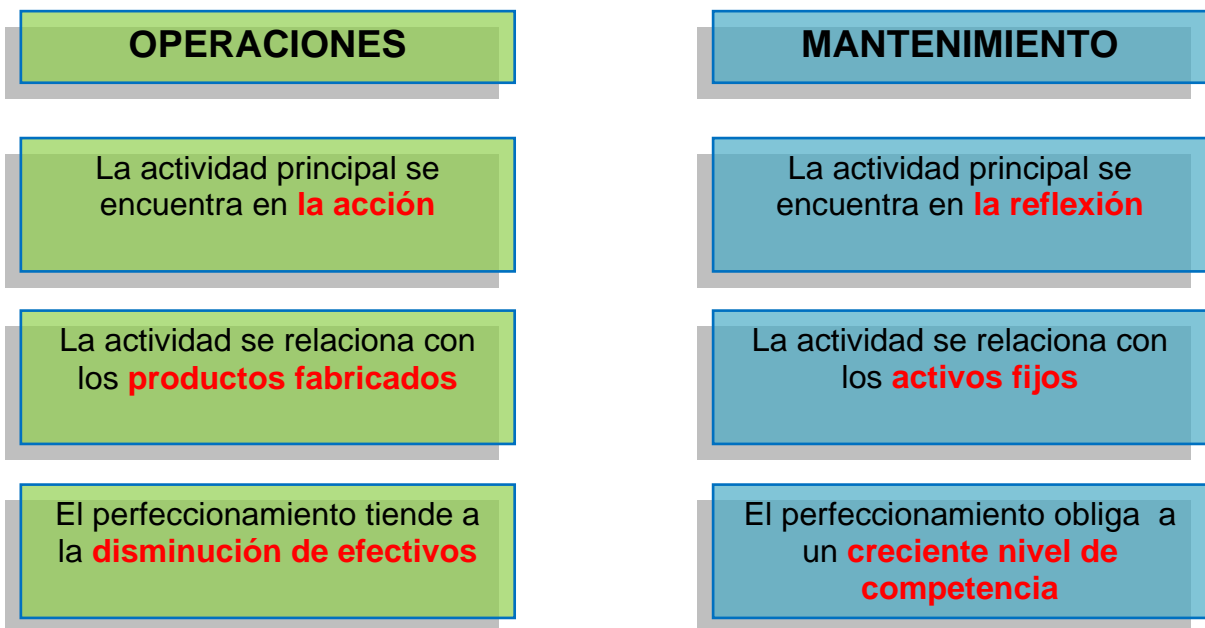 OPERACIONES
MANTENIMIENTO
La actividad principal se
encuentra en la acción
La actividad principal se
encuentra en la reflexión
La actividad se relaciona con
los productos fabricados
La actividad se relaciona con
los activos fijos
El perfeccionamiento tiende a
la disminución de efectivos
El perfeccionamiento obliga a
un creciente nivel de
competencia